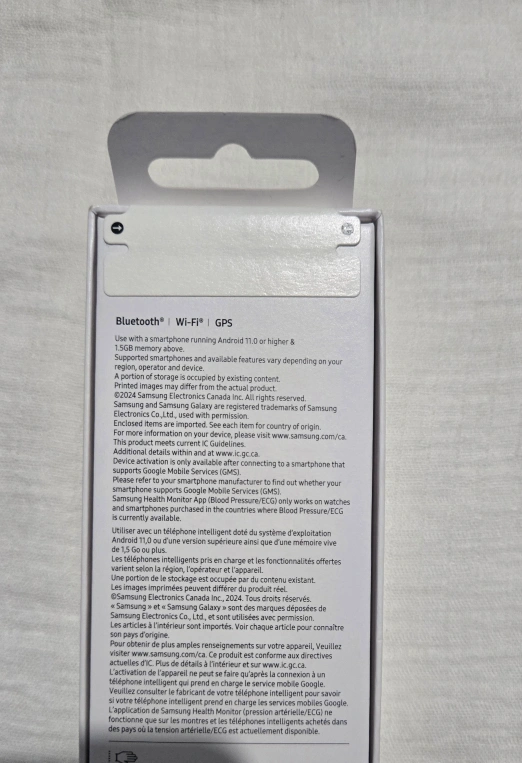 Bluetooth® | Wi-Fi® | GPS
Use with a smartphone running Android 11.0 or higher &
1.5GB memory above.
Supported smartphones and available features vary depending on your
region, operator and device.
A portion of storage is occupied by existing content.
Printed images may differ from the actual product.
©2024 Samsung Electronics Canada Inc. All rights reserved.
Samsung and Samsung Galaxy are registered trademarks of Samsung
Electronics Co.,Ltd., used with permission.
Enclosed items are imported. See each item for country of origin.
For more information on your device, please visit www.samsung.com/ca.
This product meets current IC Guidelines.
Additional details within and at www.ic.gc.ca.
Device activation is only available after connecting to a smartphone that
supports Google Mobile Services (GMS).
Please refer to your smartphone manufacturer to find out whether your
smartphone supports Google Mobile Services (GMS).
Samsung Health Monitor App (Blood Pressure/ECG) only works on watches
and smartphones purchased in the countries where Blood Pressure/ECG
is currently available.
Utiliser avec un téléphone intelligent doté du système d'exploitation
Android 11,0 ou d'une version supérieure ainsi que d'une mémoire vive
de 1,5 Go ou plus.
Les téléphones intelligents pris en charge et les fonctionnalités offertes
varient selon la région, l'opérateur et l'appareil.
Une portion de le stockage est occupée par du contenu existant.
Les images imprimées peuvent différer du produit réel.
©Samsung Electronics Canada Inc., 2024. Tous droits réservés.
« Samsung » et « Samsung Galaxy » sont des marques déposées de
Samsung Electronics Co., Ltd., et sont utilisées avec permission.
Les articles à l'intérieur sont importés. Voir chaque article pour connaître
son pays d'origine.
Pour obtenir de plus amples renseignements sur votre appareil, Veuillez
visiter www.samsung.com/ca. Ce produit est conforme aux directives
actuelles d'IC. Plus de détails à l'intérieur et sur www.ic.gc.ca.
L'activation de l'appareil ne peut se faire qu'après la connexion à un
téléphone intelligent qui prend en charge le service mobile Google.
Veuillez consulter le fabricant de votre téléphone intelligent pour savoir
si votre téléphone intelligent prend en charge les services mobiles Google.
L'application de Samsung Health Monitor (pression artérielle/ECG) ne
fonctionne que sur les montres et les téléphones intelligents achetés dans
des pays où la tension artérielle/ECG est actuellement disponible.